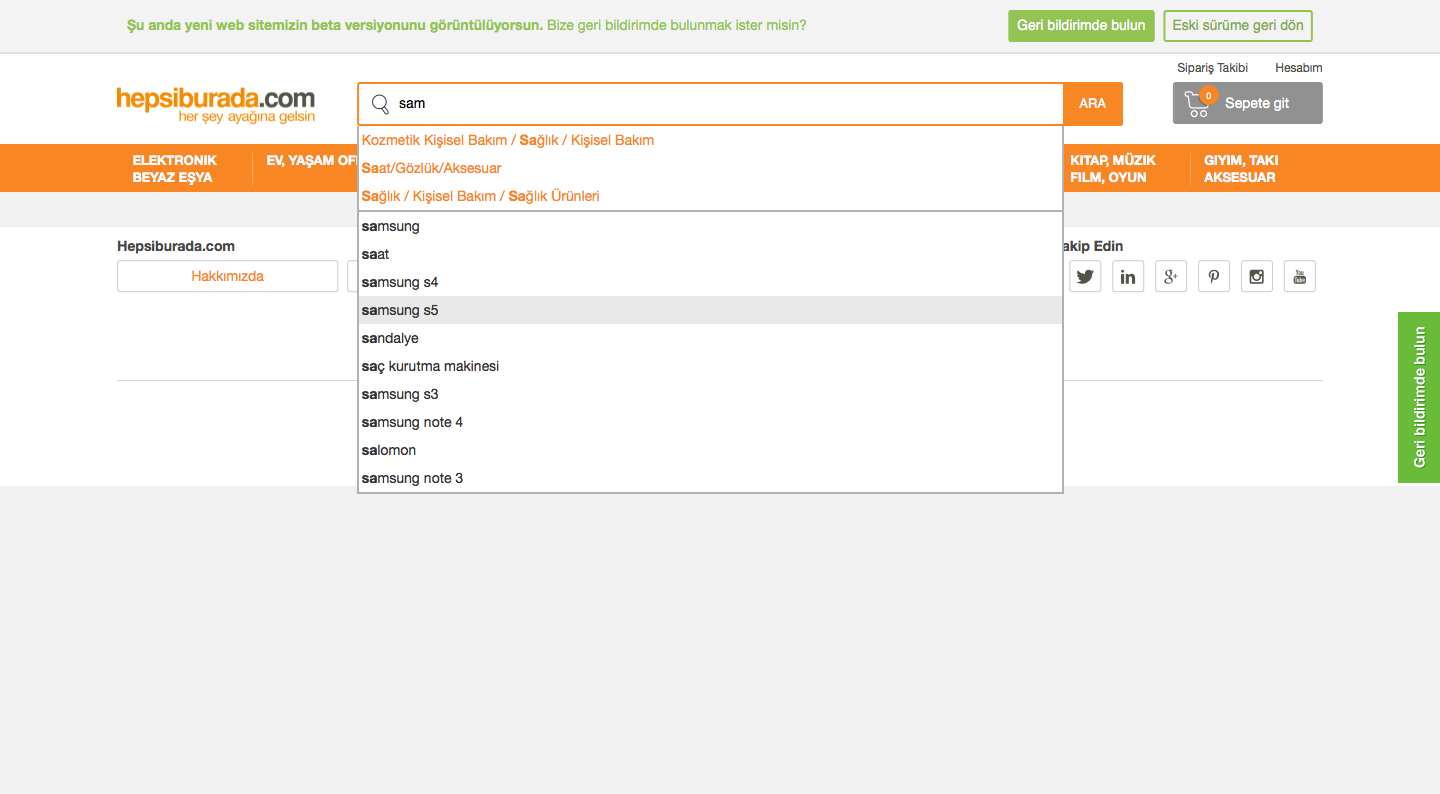 Şu anda yeni web sitemizin beta versiyonunu görüntülüyorsun. Bize geri bildirimde bulunmak ister misin?
Geri bildirimde bulun
Eski sürüme geri dön
Sipariş Takibi
Hesabım
hepsiburada.com
her şey ayağına gelsin
sam
ARA
0
Sepete git
ELEKTRONIK
BEYAZ EŞYA
EV, YAŞAM
KITAP, MÜZIK
FILM, OYUN
GIYIM, TAKI
AKSESUAR
Kozmetik Kişisel Bakım / Sağlık / Kişisel Bakım
Saat/Gözlük/Aksesuar
Sağlık / Kişisel Bakım / Sağlık Ürünleri
samsung
saat
samsung s4
samsung s5
sandalye
saç kurutma makinesi
samsung s3
samsung note 4
salomon
samsung note 3
Hepsiburada.com
Hakkımızda
Edin
You
Tube
Geri bildirimde bulun